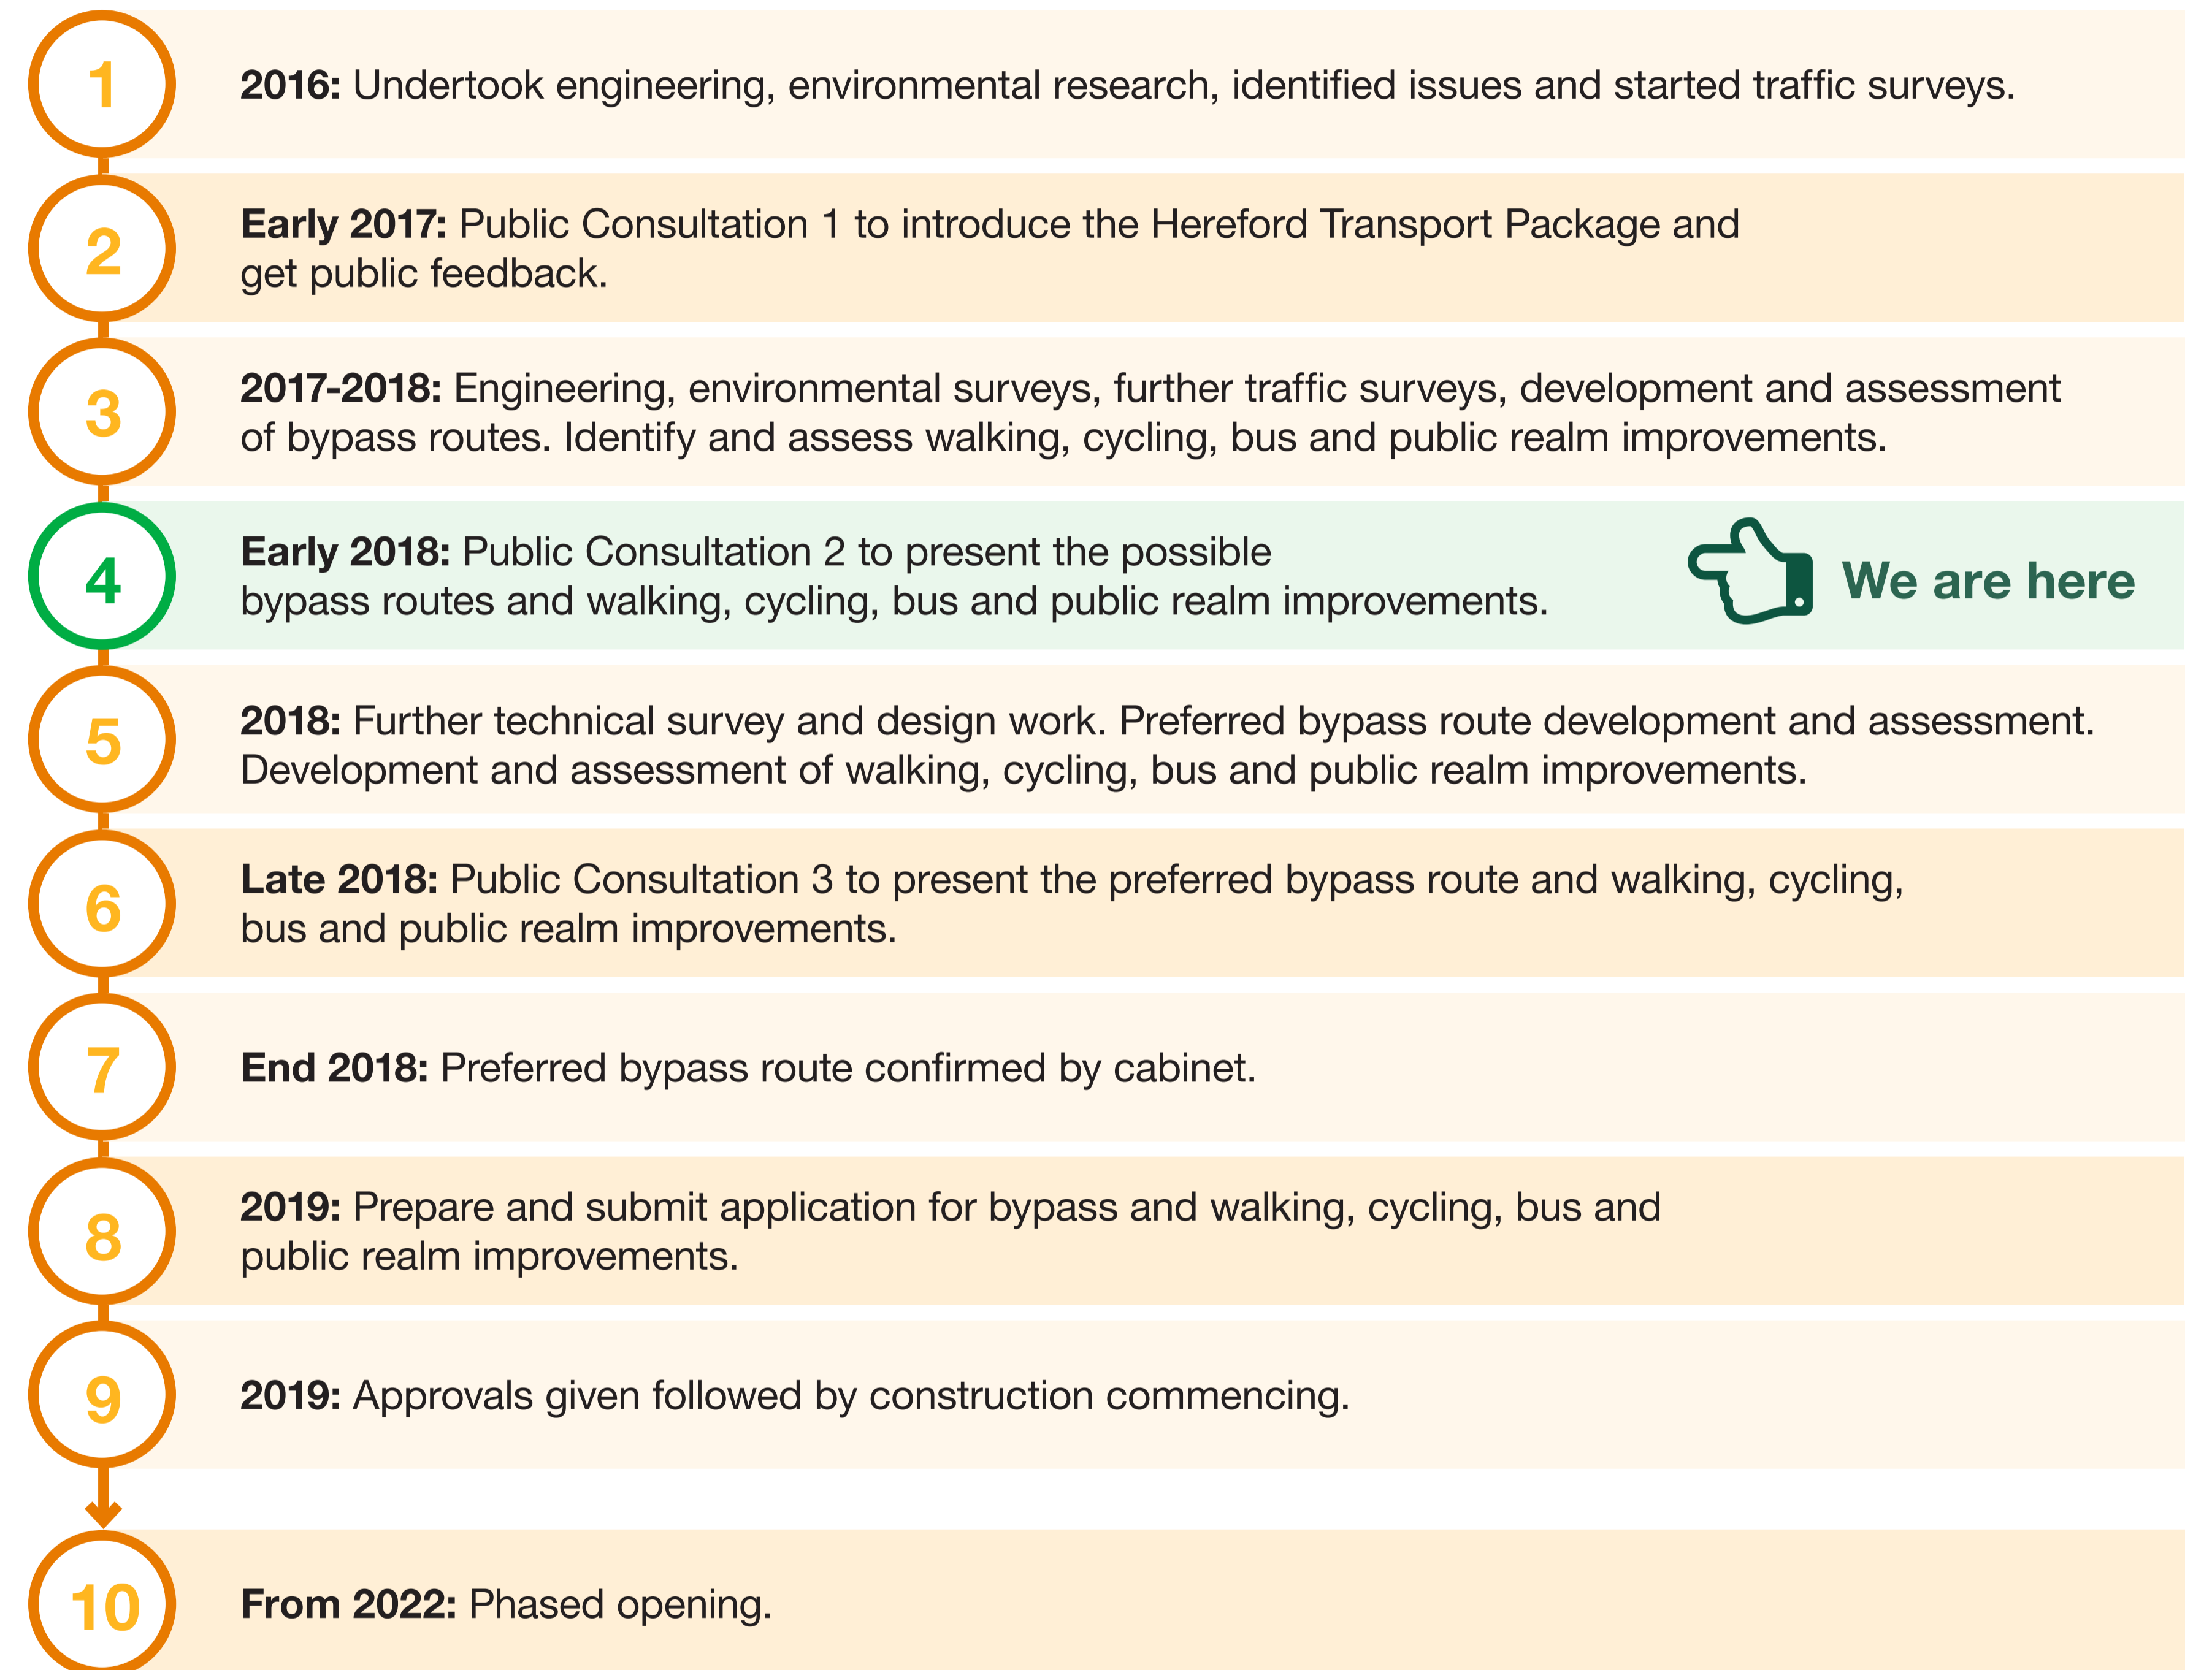 1
2016: Undertook engineering, environmental research, identified issues and started traffic surveys.
2
Early 2017: Public Consultation 1 to introduce the Hereford Transport Package and
get public feedback.
3
2017-2018: Engineering, environmental surveys, further traffic surveys, development and assessment
of bypass routes. Identify and assess walking, cycling, bus and public realm improvements.
4
Early 2018: Public Consultation 2 to present the possible
bypass routes and walking, cycling, bus and public realm improvements.
We are here
5
2018: Further technical survey and design work. Preferred bypass route development and assessment.
Development and assessment of walking, cycling, bus and public realm improvements.
6
Late 2018: Public Consultation 3 to present the preferred bypass route and walking, cycling,
bus and public realm improvements.
7
End 2018: Preferred bypass route confirmed by cabinet.
8
2019: Prepare and submit application for bypass and walking, cycling, bus and
public realm improvements.
9
2019: Approvals given followed by construction commencing.
10
From 2022: Phased opening.